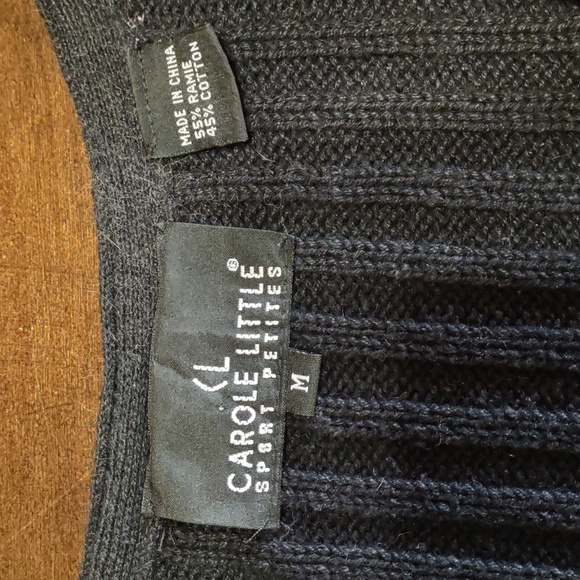 MADE IN CHINA
55% RAMIE
45% COTTON
CL
CAROLE LITTLE®
SPORT PETITES
M